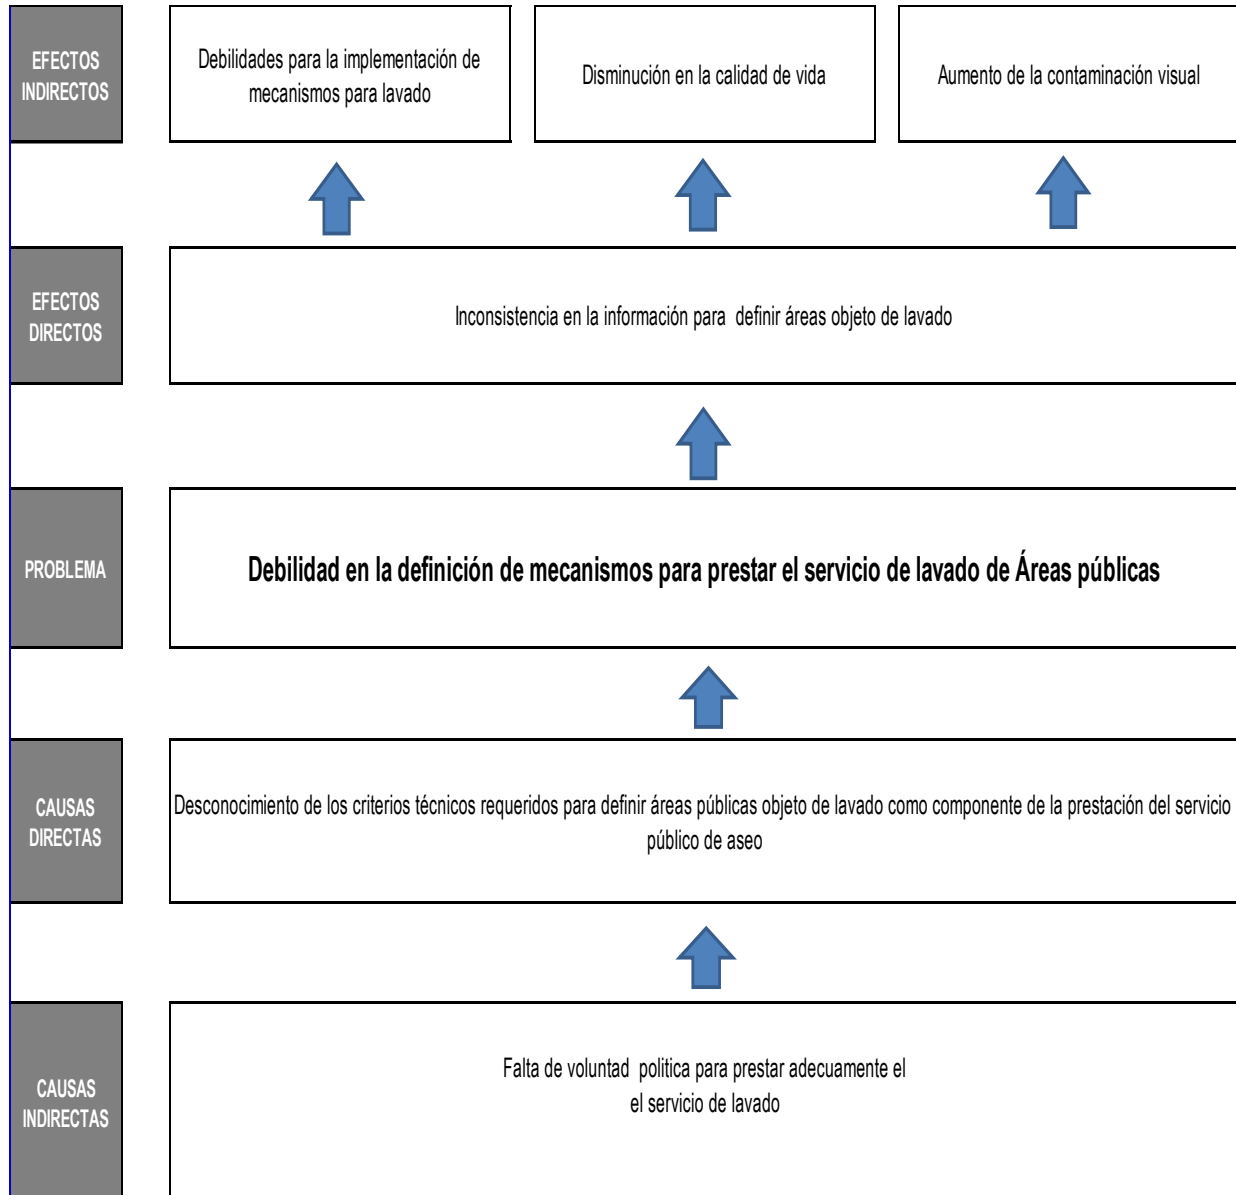 EFECTOS
INDIRECTOS
Debilidades para la implementación de
mecanismos para lavado
Disminución en la calidad de vida
Aumento de la contaminación visual
EFECTOS
DIRECTOS
Inconsistencia en la información para  definir áreas objeto de lavado
PROBLEMA
Debilidad en la definición de mecanismos para prestar el servicio de lavado de Áreas públicas
CAUSAS
DIRECTAS
Desconocimiento de los criterios técnicos requeridos para definir áreas públicas objeto de lavado como componente de la prestación del servicio
público de aseo
CAUSAS
INDIRECTAS
Falta de voluntad  politica para prestar adecuamente el
el servicio de lavado